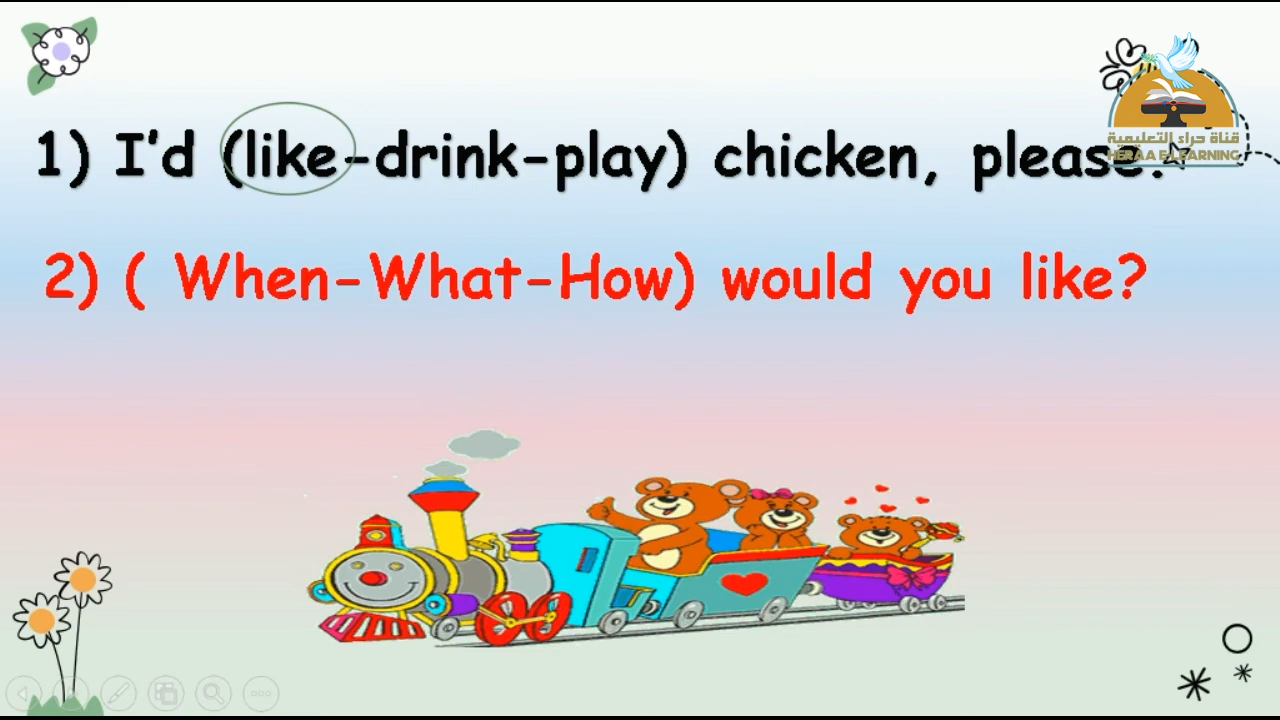 1) I'd (like-drink-play) chicken, please.
قناة حراء التعليمية
HERAA E-LEARNING
2) ( When-What-How) would you like?